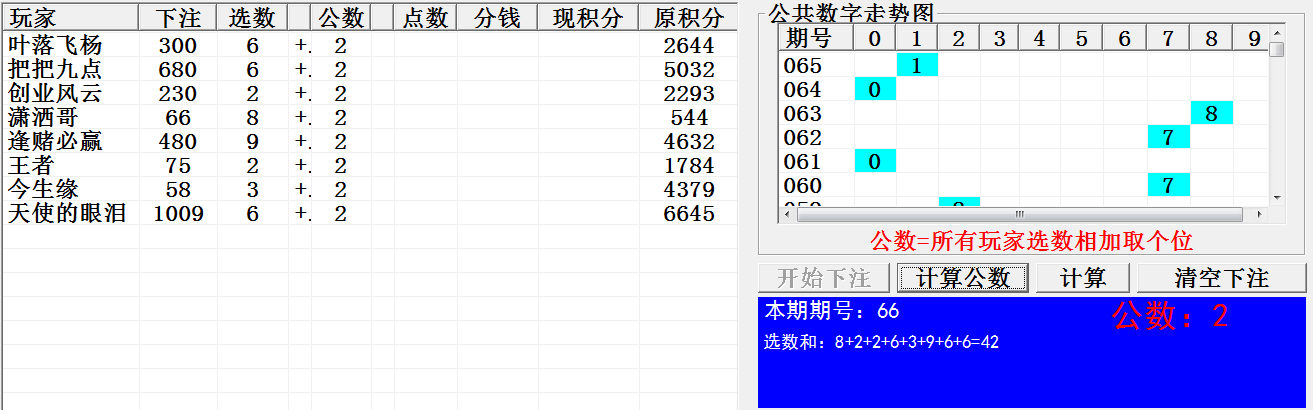 玩家 下注 选数 公数 点数 分钱 现积分 原积分
叶落飞杨 300 6 +. 2 2644
把把九点 680 6 +. 2 5032
创业风云 230 2 +. 2 2293
潇洒哥 66 8 +. 2 544
逢赌必赢 480 9 +. 2 4632
王者 75 2 +. 2 1784
今生缘 58 3 +. 2 4379
天使的眼泪 1009 6 +. 2 6645
公共数字走势图
期号 0 1 2 3 4 5 6 7 8 9
065 1
064 0
063 8
062 7
061 0
060 7
公数=所有玩家选数相加取个位
开始下注 计算公数 计算 清空下注
本期期号：66 公数：2
选数和：8+2+2+6+3+9+6+6=42